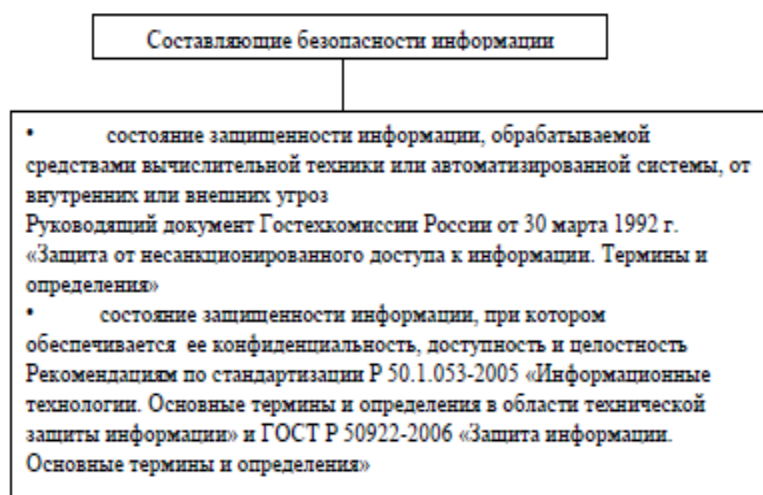 Составляющие безопасности информации
• состояние защищенности информации, обрабатываемой
средствами вычислительной техники или автоматизированной системы, от
внутренних или внешних угроз
Руководящий документ Гостехкомиссии России от 30 марта 1992 г.
«Защита от несанкционированного доступа к информации. Термины и
определения»
• состояние защищенности информации, при котором
обеспечивается ее конфиденциальность, доступность и целостность
Рекомендациям по стандартизации Р 50.1.053-2005 «Информационные
технологии. Основные термины и определения в области технической
защиты информации» и ГОСТ Р 50922-2006 «Защита информации.
Основные термины и определения»